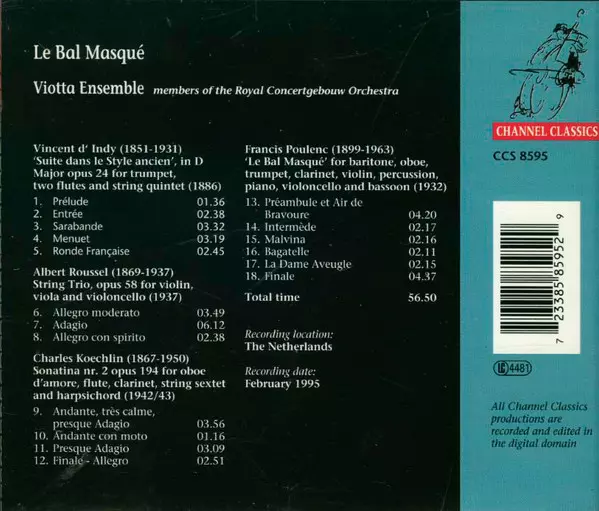 Le Bal Masqué
Viotta Ensemble members of the Royal Concertgebouw Orchestra
Vincent d' Indy (1851-1931)
'Suite dans le Style ancien', in D
Major opus 24 for trumpet,
two flutes and string quintet (1886)
1. Prélude 01.36
2. Entrée 02.38
3. Sarabande 03.32
4. Menuet 03.19
5. Ronde Française 02.45
Albert Roussel (1869-1937)
String Trio, opus 58 for violin,
viola and violoncello (1937)
6. Allegro moderato 03.49
7. Adagio 06.12
8. Allegro con spirito 02.38
Charles Koechlin (1867-1950)
Sonatina nr. 2 opus 194 for oboe
d'amore, flute, clarinet, string sextet
and harpsichord (1942/43)
9. Andante, très calme,
presque Adagio 03.56
10. Andante con moto 01.16
11. Presque Adagio 03.09
12. Finale - Allegro 02.51
Francis Poulenc (1899-1963)
'Le Bal Masqué' for baritone, oboe,
trumpet, clarinet, violin, percussion,
piano, violoncello and bassoon (1932)
13. Préambule et Air de
Bravoure 04.20
14. Intermède 02.17
15. Malvina 02.16
16. Bagatelle 02.11
17. La Dame Aveugle 02.15
18. Finale 04.37
Total time 56.50
Recording location:
The Netherlands
Recording date:
February 1995
CHANNEL CLASSICS
CCS 8595
7 23385 85952 9
LC 4481
All Channel Classics
productions are
recorded and edited in
the digital domain